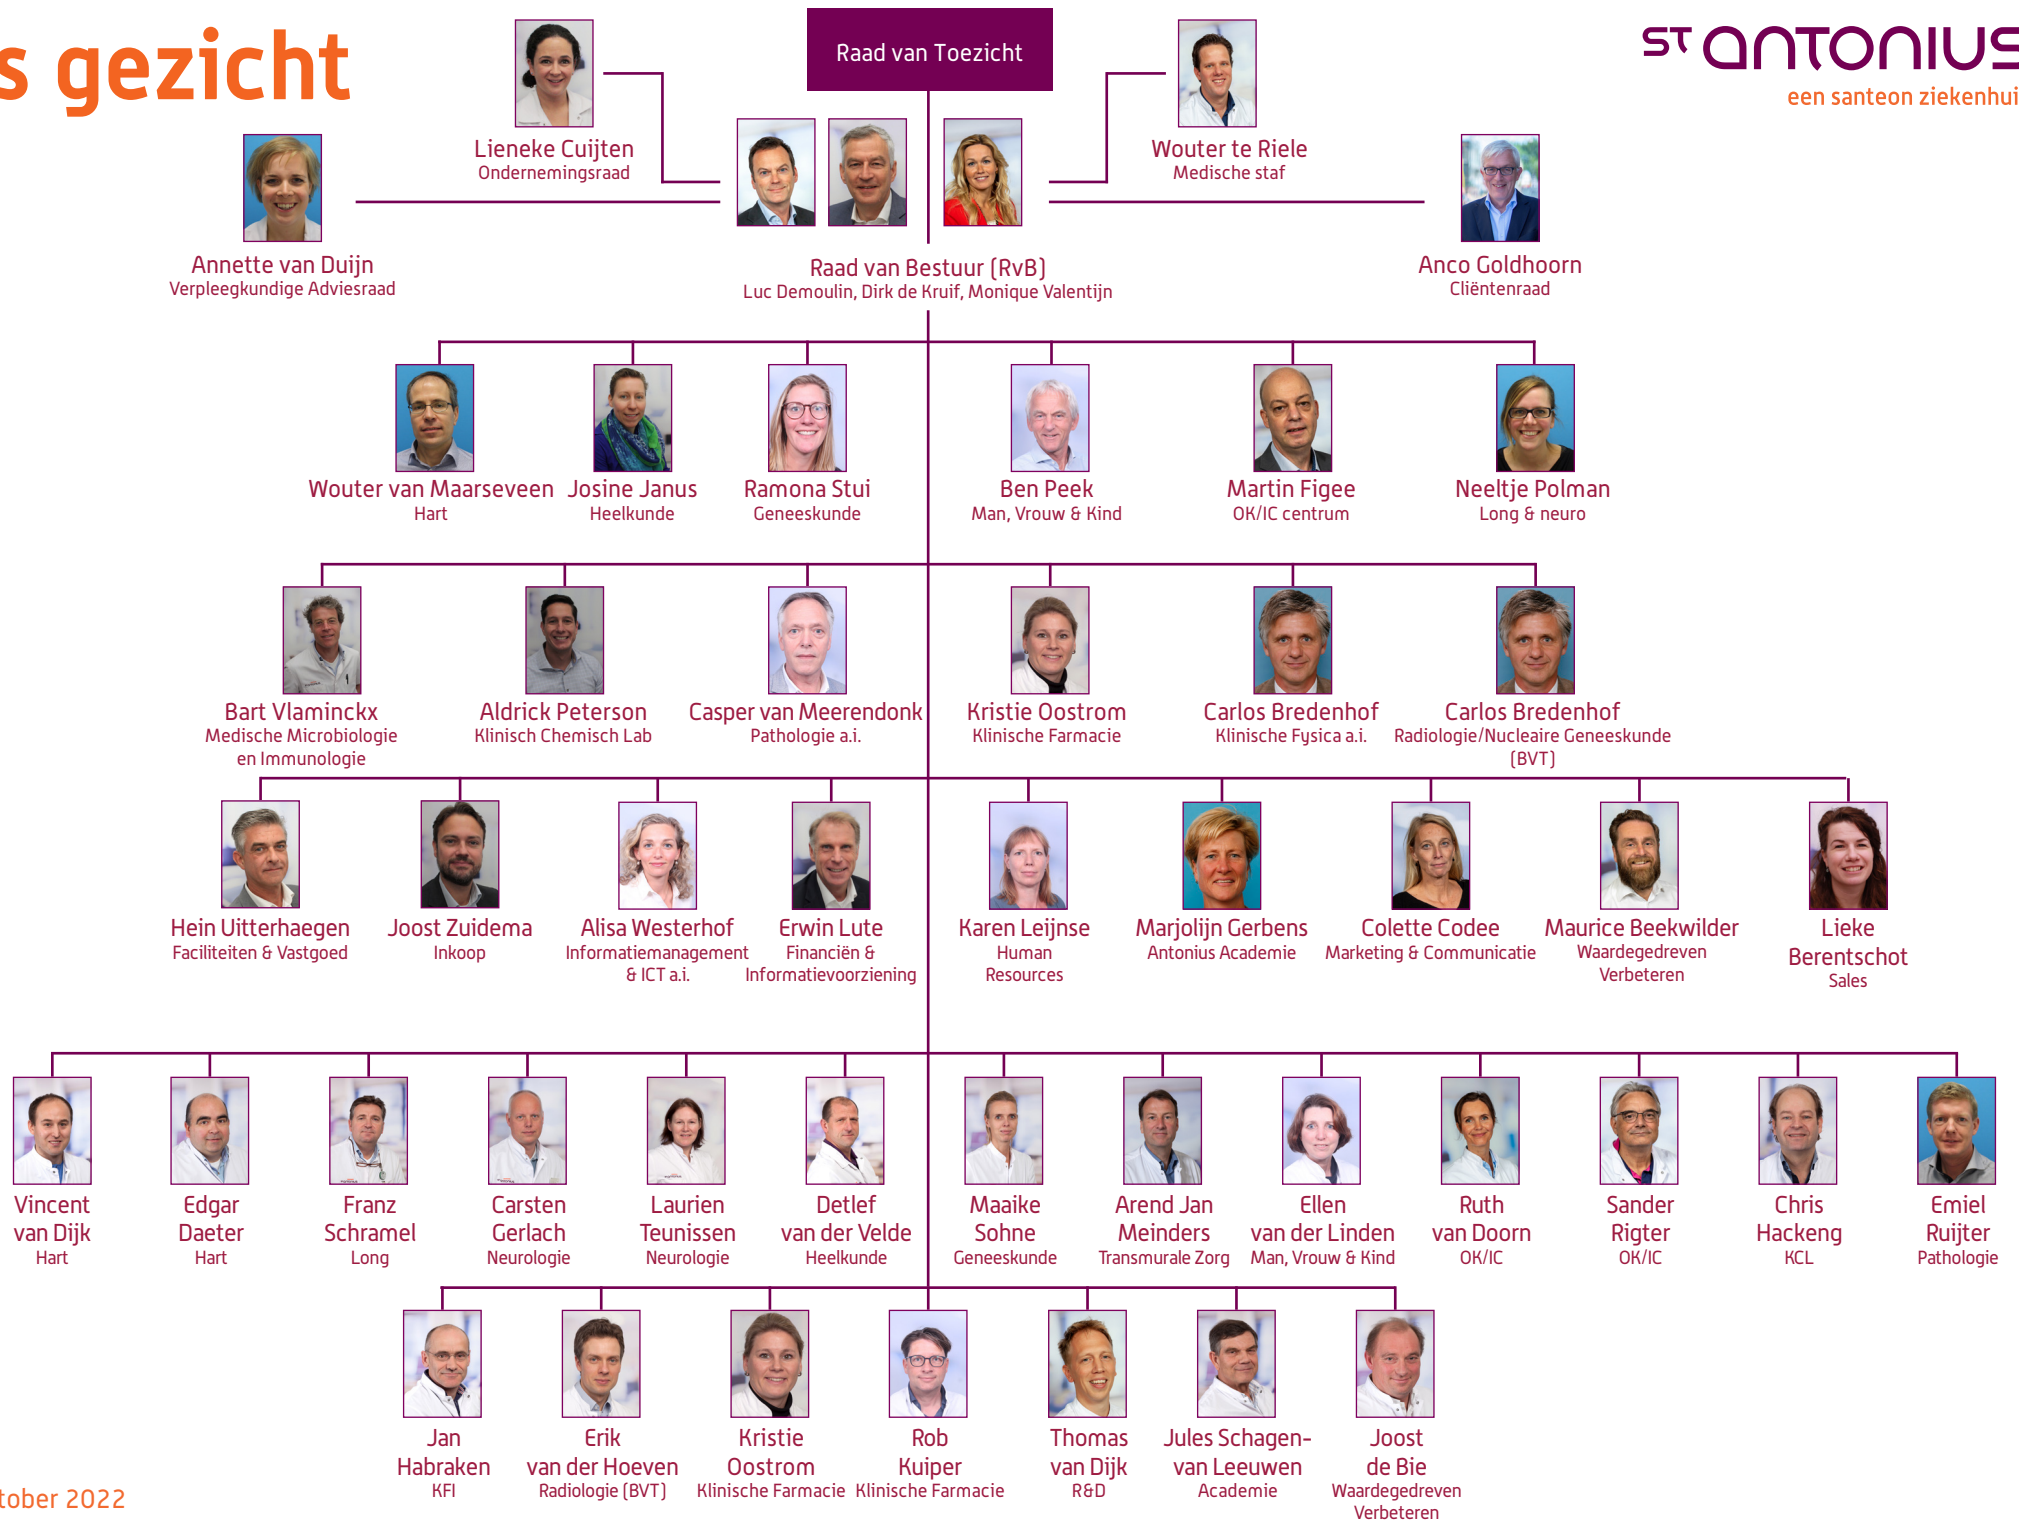 s gezicht
Raad van Toezicht
ST antonius
een santeon ziekenhui
Lieneke Cuijten
Ondernemingsraad
Wouter te Riele
Medische staf
Annette van Duijn
Verpleegkundige Adviesraad
Raad van Bestuur (RvB)
Luc Demoulin, Dirk de Kruif, Monique Valentijn
Anco Goldhoorn
Cliëntenraad
Wouter van Maarseveen
Hart
Josine Janus
Heelkunde
Ramona Stui
Geneeskunde
Ben Peek
Man, Vrouw & Kind
Martin Figee
OK/IC centrum
Neeltje Polman
Long & neuro
Bart Vlaminckx
Medische Microbiologie
en Immunologie
Aldrick Peterson
Klinisch Chemisch Lab
Casper van Meerendonk
Pathologie a.i.
Kristie Oostrom
Klinische Farmacie
Carlos Bredenhof
Klinische Fysica a.i.
Carlos Bredenhof
Radiologie/Nucleaire Geneeskunde
(BVT)
Hein Uitterhaegen
Faciliteiten & Vastgoed
Joost Zuidema
Inkoop
Alisa Westerhof
Informatiemanagement
& ICT a.i.
Erwin Lute
Financiën &
Informatievoorziening
Karen Leijnse
Human
Resources
Marjolijn Gerbens
Antonius Academie
Colette Codee
Marketing & Communicatie
Maurice Beekwilder
Waardegedreven
Verbeteren
Lieke
Berentschot
Sales
Vincent
van Dijk
Hart
Edgar
Daeter
Hart
Franz
Schramel
Long
Carsten
Gerlach
Neurologie
Laurien
Teunissen
Neurologie
Detlef
van der Velde
Heelkunde
Maaike
Sohne
Geneeskunde
Arend Jan
Meinders
Transmurale Zorg
Ellen
van der Linden
Man, Vrouw & Kind
Ruth
van Doorn
OK/IC
Sander
Rigter
OK/IC
Chris
Hackeng
KCL
Emiel
Ruijter
Pathologie
Jan
Habraken
KFI
Erik
van der Hoeven
Radiologie (BVT)
Kristie
Oostrom
Klinische Farmacie
Rob
Kuiper
Klinische Farmacie
Thomas
van Dijk
R&D
Jules Schagen-
van Leeuwen
Academie
Joost
de Bie
Waardegedreven
Verbeteren
tober 2022